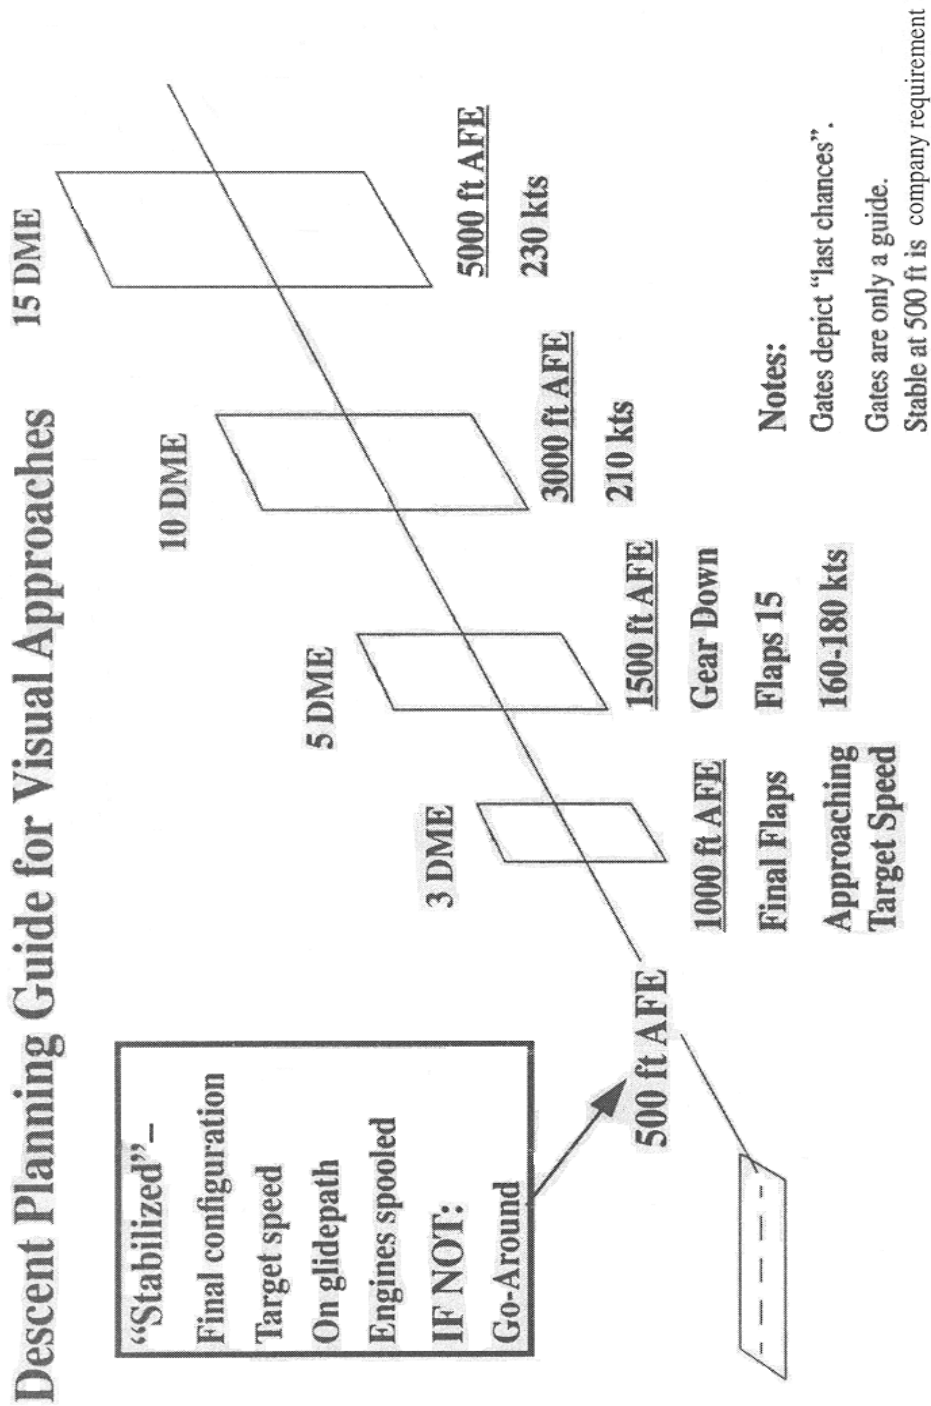 Descent Planning Guide for Visual Approaches
“Stabilized”–
Final configuration
Target speed
On glidepath
Engines spooled
IF NOT:
Go-Around
500 ft AFE
3 DME
1000 ft AFE
Final Flaps
Approaching
Target Speed
5 DME
1500 ft AFE
Gear Down
Flaps 15
160-180 kts
10 DME
3000 ft AFE
210 kts
15 DME
5000 ft AFE
230 kts
Notes:
Gates depict “last chances”.
Gates are only a guide.
Stable at 500 ft is company requirement